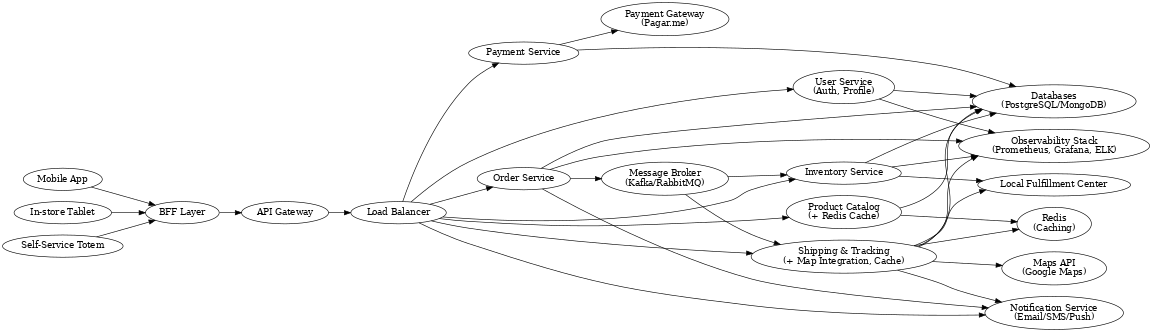 Payment Gateway
(Pagar.me)
Payment Service
User Service
(Auth, Profile)
Databases
(PostgreSQL/MongoDB)
Observability Stack
(Prometheus, Grafana, ELK)
Mobile App
Order Service
Message Broker
(Kafka/RabbitMQ)
Inventory Service
Local Fulfillment Center
In-store Tablet
BFF Layer
API Gateway
Load Balancer
Product Catalog
(+ Redis Cache)
Redis
(Caching)
Self-Service Totem
Shipping & Tracking
(+ Map Integration, Cache)
Maps API
(Google Maps)
Notification Service
(Email/SMS/Push)